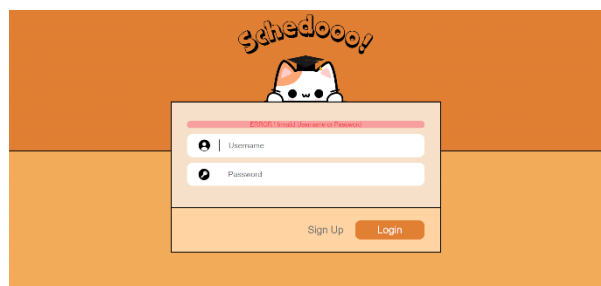 Schedooo!
ERROR ! Invalid Username or Password
Username
Password
Sign Up
Login